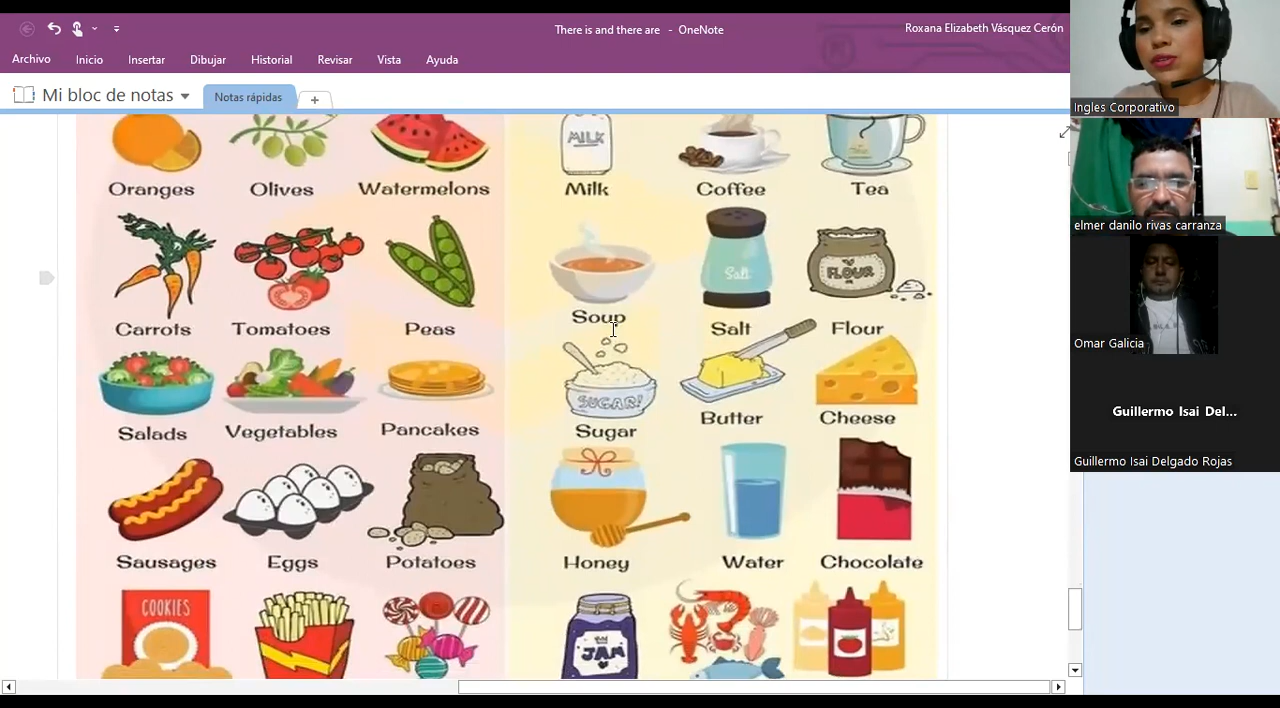 There is and there are - OneNote
Roxana Elizabeth Vásquez Cerón
Archivo Inicio Insertar Dibujar Historial Revisar Vista Ayuda
Mi bloc de notas Notas rápidas +
MILK
Oranges Olives Watermelons Milk Coffee Tea
Salt
FLOUR
Carrots Tomatoes Peas Soup Salt Flour
SUGAR!
Salads Vegetables Pancakes Sugar Butter Cheese
Sausages Eggs Potatoes Honey Water Chocolate
COOKIES
JAM
Ingles Corporativo
elmer danilo rivas carranza
Omar Galicia
Guillermo Isai Del...
Guillermo Isai Delgado Rojas